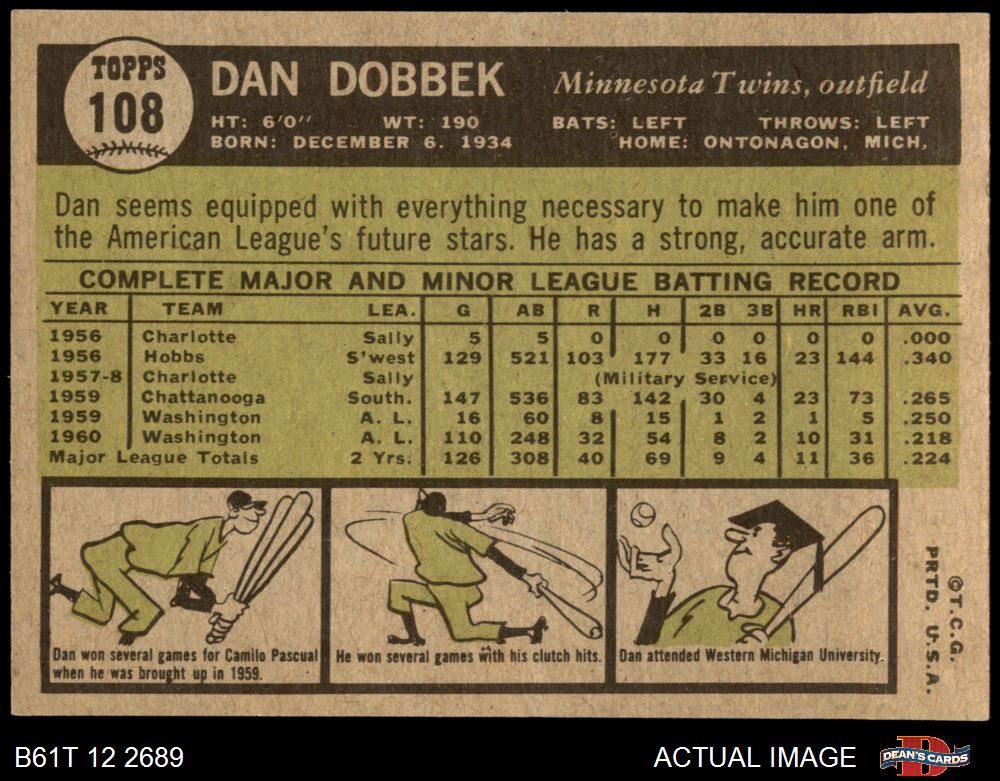 TOPPS
108
DAN DOBBEK Minnesota Twins, outfield
HT: 6'0" WT: 190 BATS: LEFT THROWS: LEFT
BORN: DECEMBER 6, 1934 HOME: ONTONAGON, MICH.
Dan seems equipped with everything necessary to make him one of
the American League's future stars. He has a strong, accurate arm.
COMPLETE MAJOR AND MINOR LEAGUE BATTING RECORD
YEAR TEAM LEA. G AB R H 2B 3B HR RBI AVG.
1956 Charlotte Sally 5 5 0 0 0 0 0 0 .000
1956 Hobbs S'west 129 521 103 177 33 16 23 144 .340
1957-8 Charlotte Sally (Military Service)
1959 Chattanooga South. 147 536 83 142 30 4 23 73 .265
1959 Washington A. L. 16 60 8 15 1 2 1 5 .250
1960 Washington A. L. 110 248 32 54 8 2 10 31 .218
Major League Totals 2 Yrs. 126 308 40 69 9 4 11 36 .224
Dan won several games for Camilo Pascual
when he was brought up in 1959.
He won several games with his clutch hits.
Dan attended Western Michigan University.
©T.C.G.
PRTD. U.S.A.
B61T 12 2689 ACTUAL IMAGE
DEAN'S CARDS